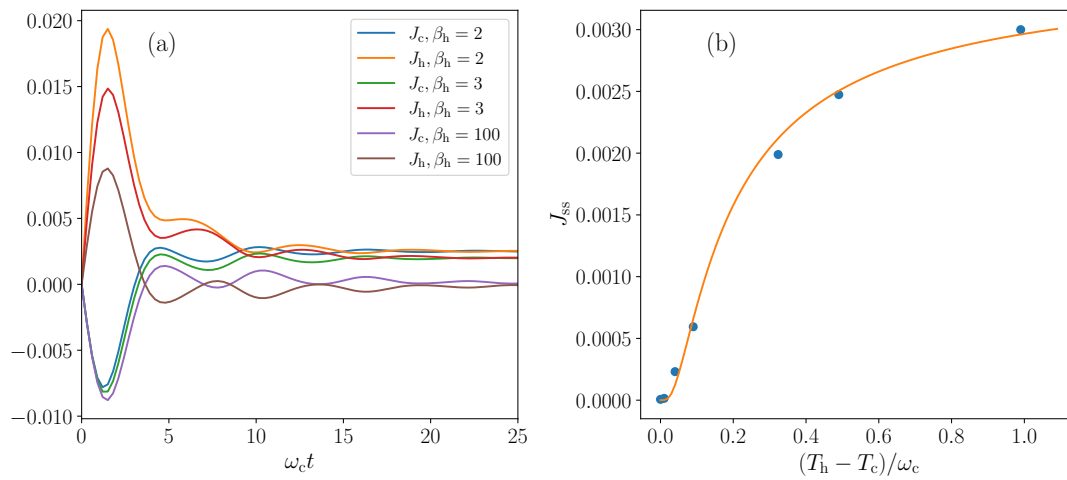 (a)
J_c, β_h = 2
J_h, β_h = 2
J_c, β_h = 3
J_h, β_h = 3
J_c, β_h = 100
J_h, β_h = 100
0.020
0.015
0.010
0.005
0.000
−0.005
−0.010
0 5 10 15 20 25
ω_c t
(b)
J_ss
0.0030
0.0025
0.0020
0.0015
0.0010
0.0005
0.0000
0.0 0.2 0.4 0.6 0.8 1.0
(T_h − T_c)/ω_c